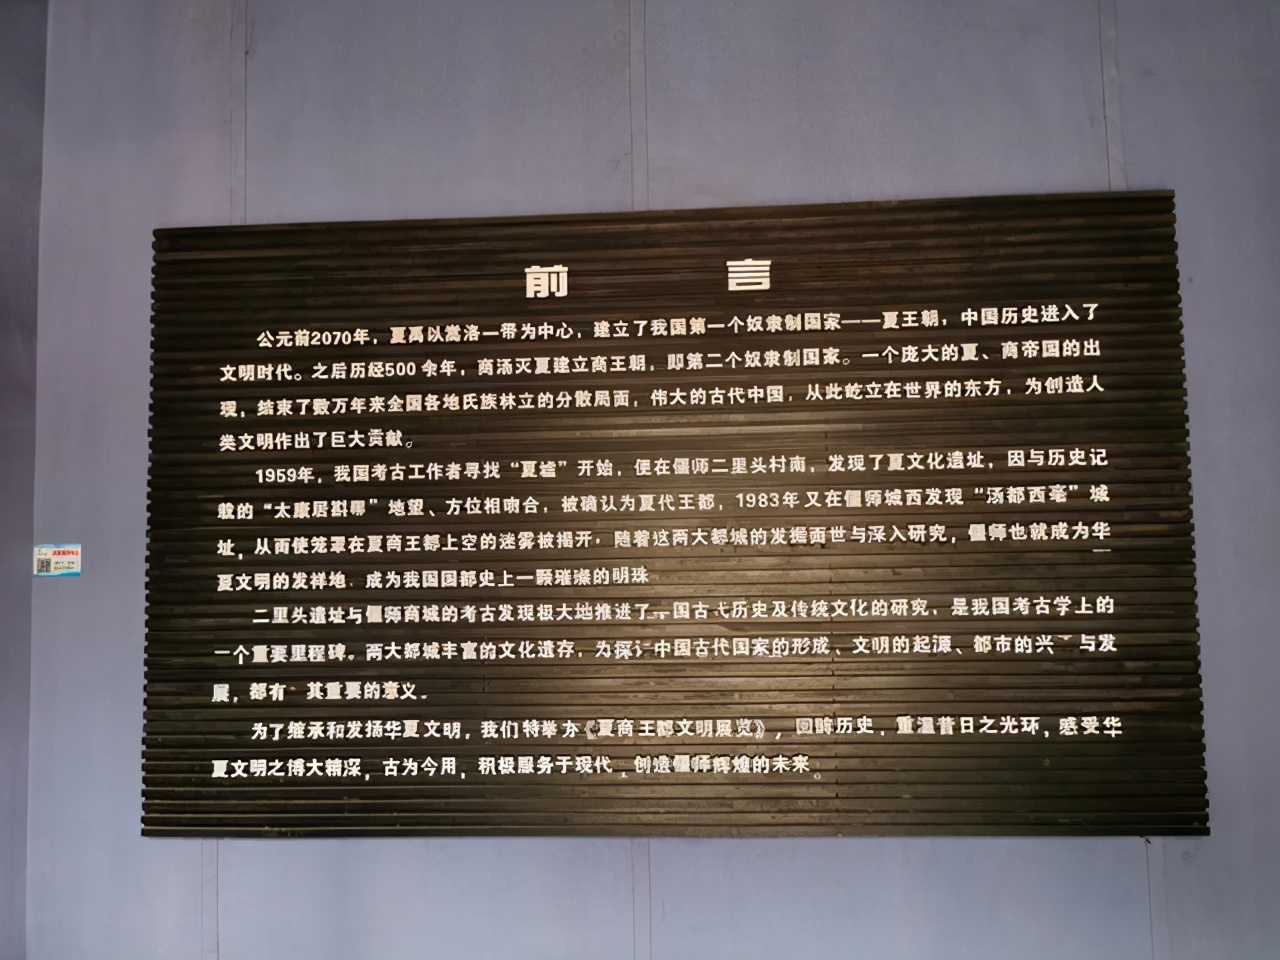 前 言
公元前2070年，夏禹以嵩洛一带为中心，建立了我国第一个奴隶制国家——夏王朝，中国历史进入了
文明时代。之后历经500余年，商汤灭夏建立商王朝，即第二个奴隶制国家。一个庞大的夏、商帝国的出
现，结束了数万年来全国各地氏族林立的分散局面，伟大的古代中国，从此屹立在世界的东方，为创造人
类文明作出了巨大贡献。
1959年，我国考古工作者寻找“夏墟”开始，便在偃师二里头村南，发现了夏文化遗址，因与历史记
载的“太康居斟鄩”地望、方位相吻合，被确认为夏代王都，1983年又在偃师城西发现“汤都西亳”城
址，从而使笼罩在夏商王都上空的迷雾被揭开，随着这两大都城的发掘面世与深入研究，偃师也就成为华
夏文明的发祥地，成为我国国都史上一颗璀璨的明珠
二里头遗址与偃师商城的考古发现极大地推进了 国古代历史及传统文化的研究，是我国考古学上的
一个重要里程碑。两大都城丰富的文化遗存，为探讨中国古代国家的形成、文明的起源、都市的兴 与发
展，都有 其重要的意义。
为了继承和发扬华夏文明，我们特举办《夏商王都文明展览》，回眸历史，重温昔日之光环，感受华
夏文明之博大精深，古为今用，积极服务于现代，创造偃师辉煌的未来。